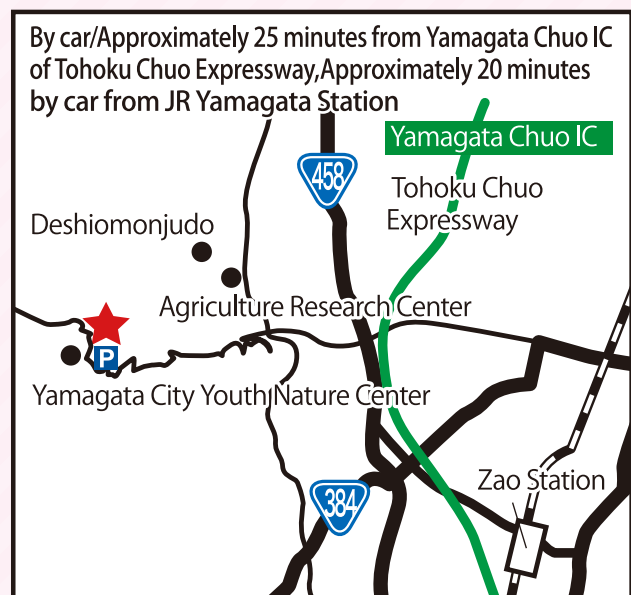 By car/Approximately 25 minutes from Yamagata Chuo IC
of Tohoku Chuo Expressway,Approximately 20 minutes
by car from JR Yamagata Station
Yamagata Chuo IC
458
Tohoku Chuo
Expressway
Deshiomonjudo
Agriculture Research Center
P
Yamagata City Youth Nature Center
Zao Station
384